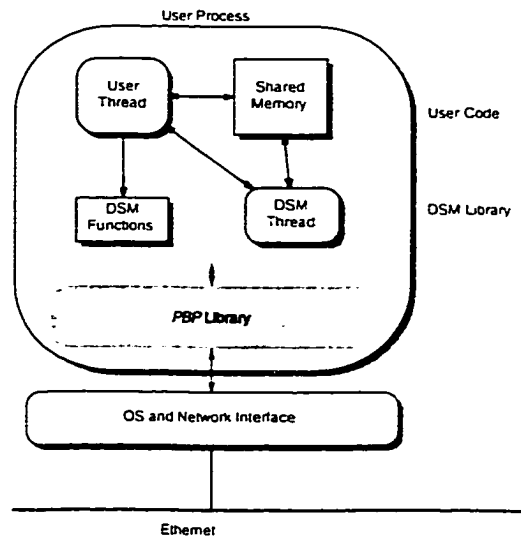 User Process
User
Thread
Shared
Memory
User Code
DSM
Functions
DSM
Thread
DSM Library
PBP Library
OS and Network Interface
Ethernet